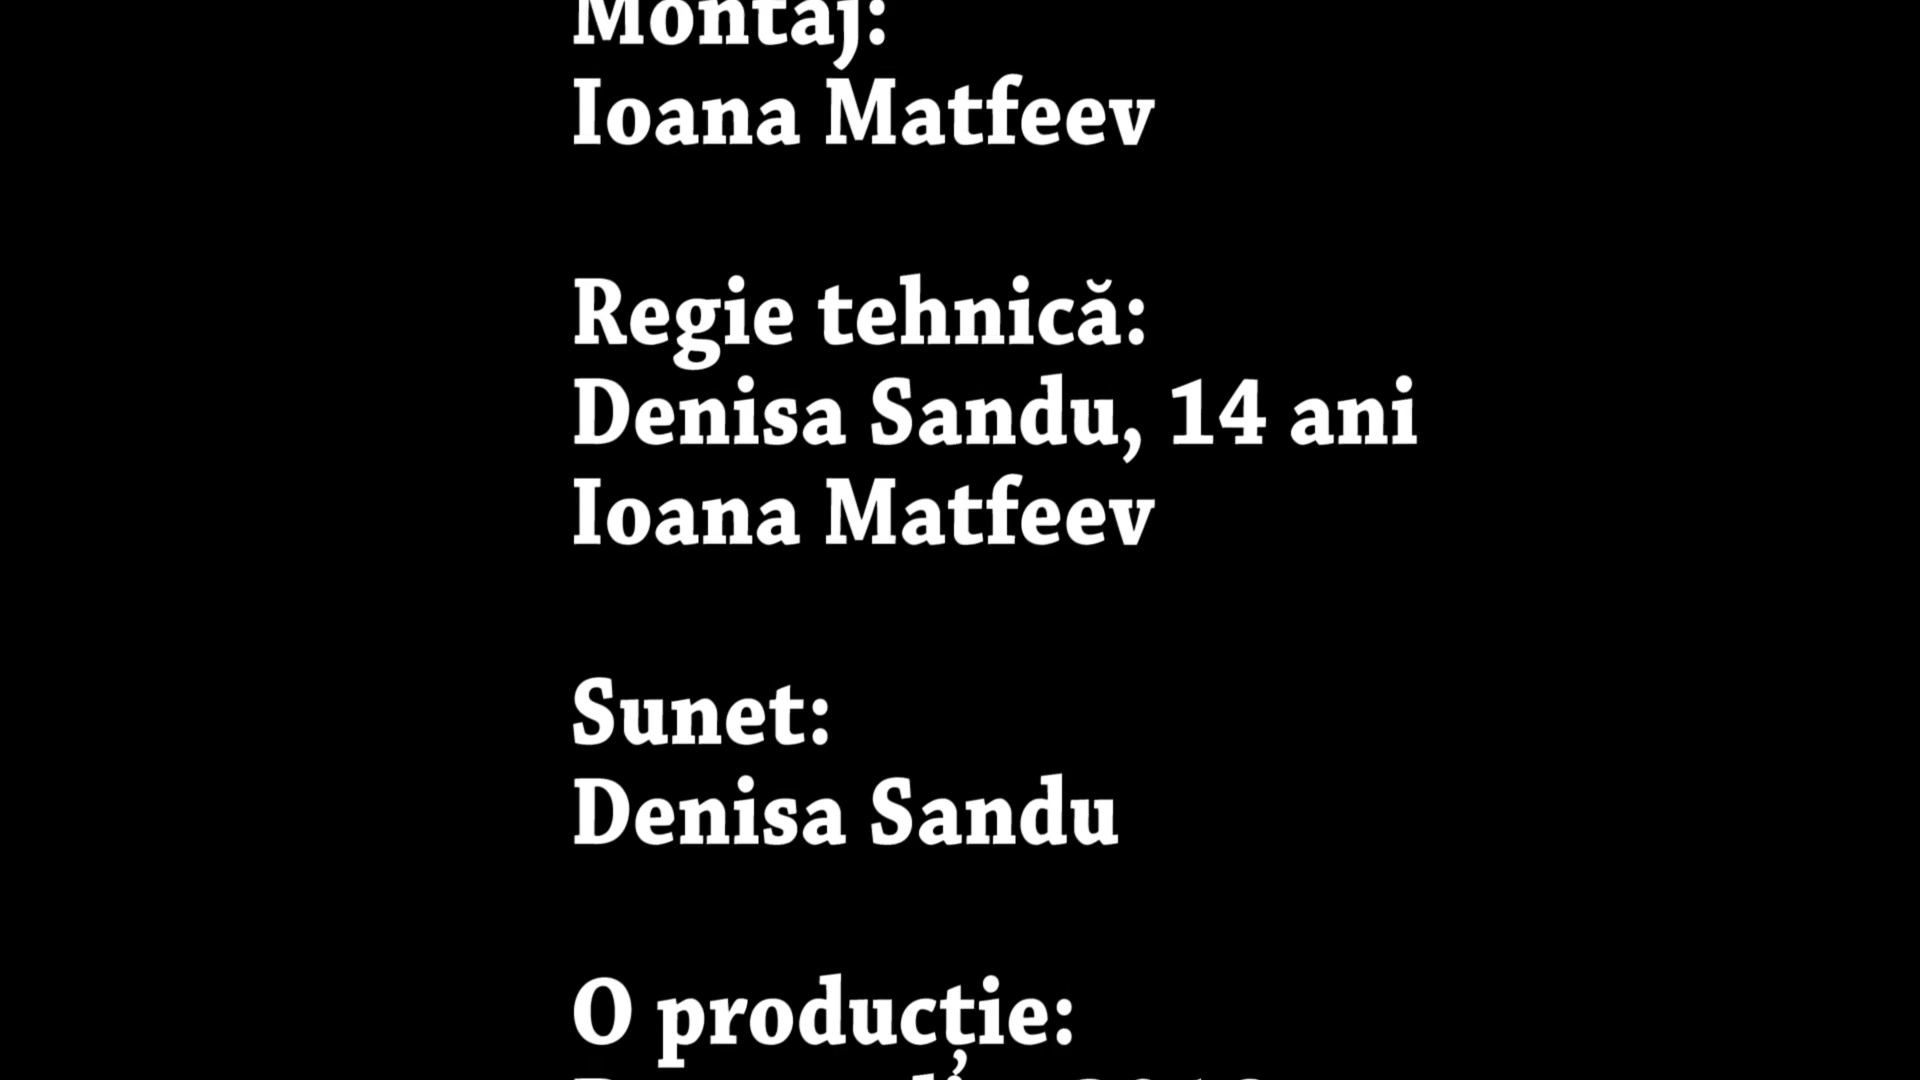 Montaj:
Ioana Matfeev
Regie tehnică:
Denisa Sandu, 14 ani
Ioana Matfeev
Sunet:
Denisa Sandu
O producție: